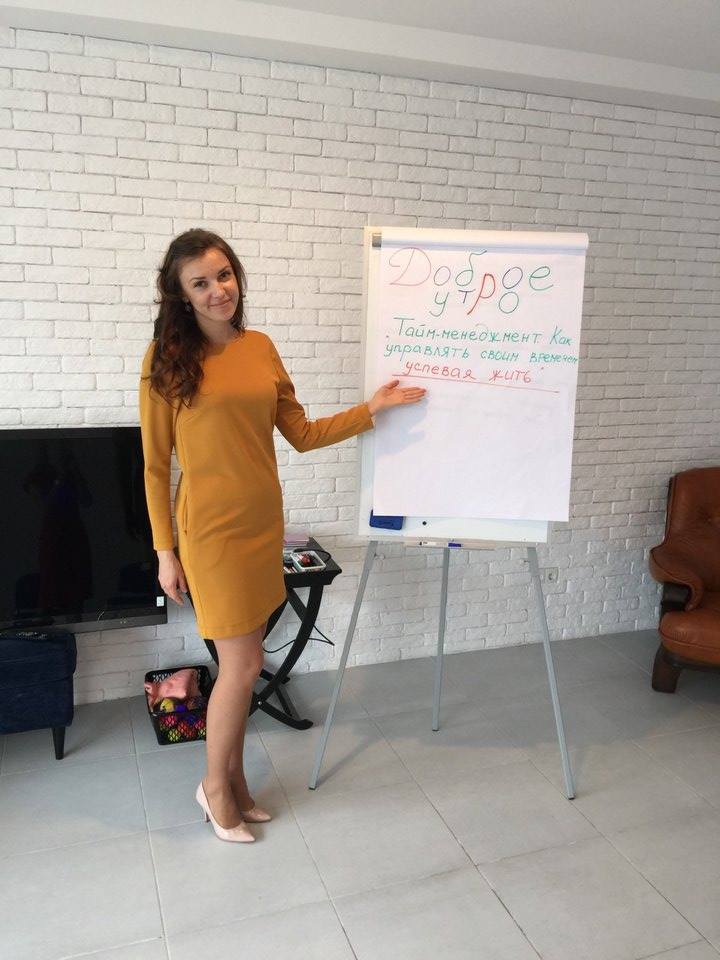 Доброе
утро
„Тайм-менеджмент. Как
управлять своим временем
успевая жить"